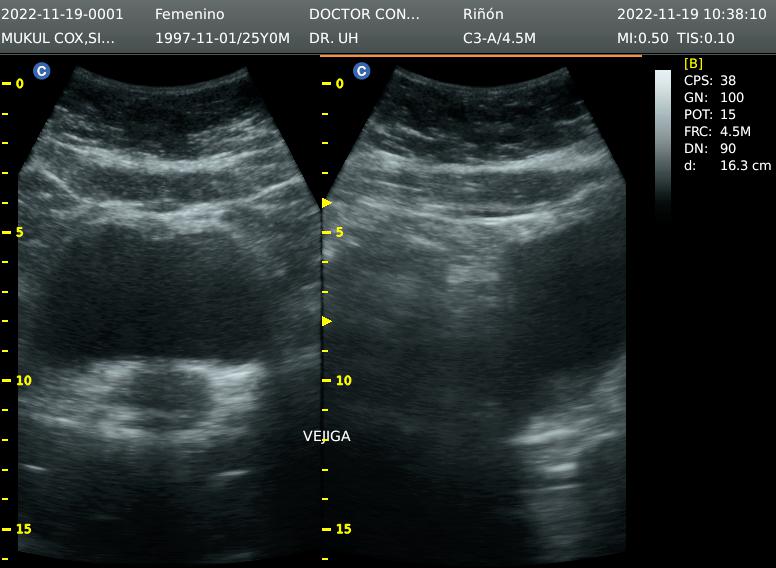 2022-11-19-0001 Femenino DOCTOR CON... Riñón 2022-11-19 10:38:10
MUKUL COX,SI... 1997-11-01/25Y0M DR. UH C3-A/4.5M MI:0.50 TIS:0.10
C C
[B]
CPS: 38
GN: 100
POT: 15
FRC: 4.5M
DN: 90
d: 16.3 cm
0 0
5 5
10 10
VEJIGA
15 15